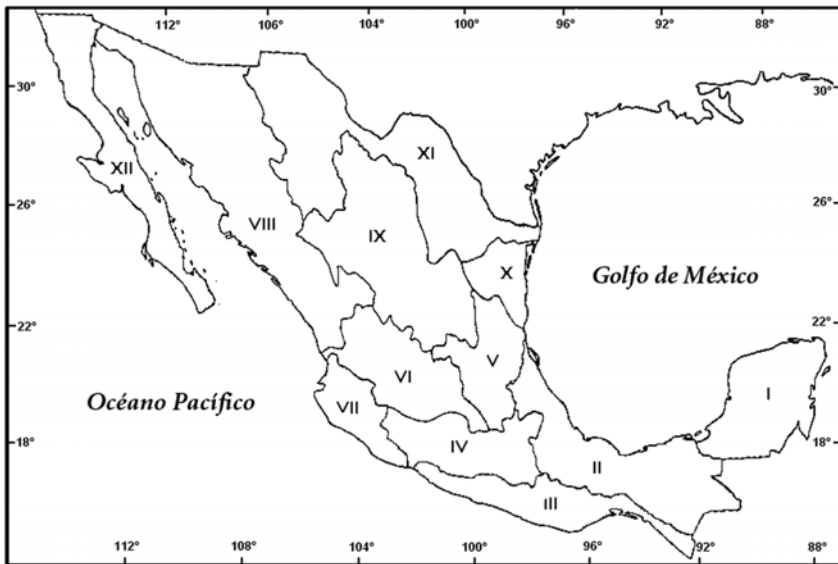 112° 106° 104° 100° 96° 88°
30° 30°
XI
XII
26° 26°
VIII
IX
X
Golfo de México
22° 22°
V
I
VI
Océano Pacífico
VII
18° 18°
IV
II
III
112° 108° 104° 100° 96° 92° 88°